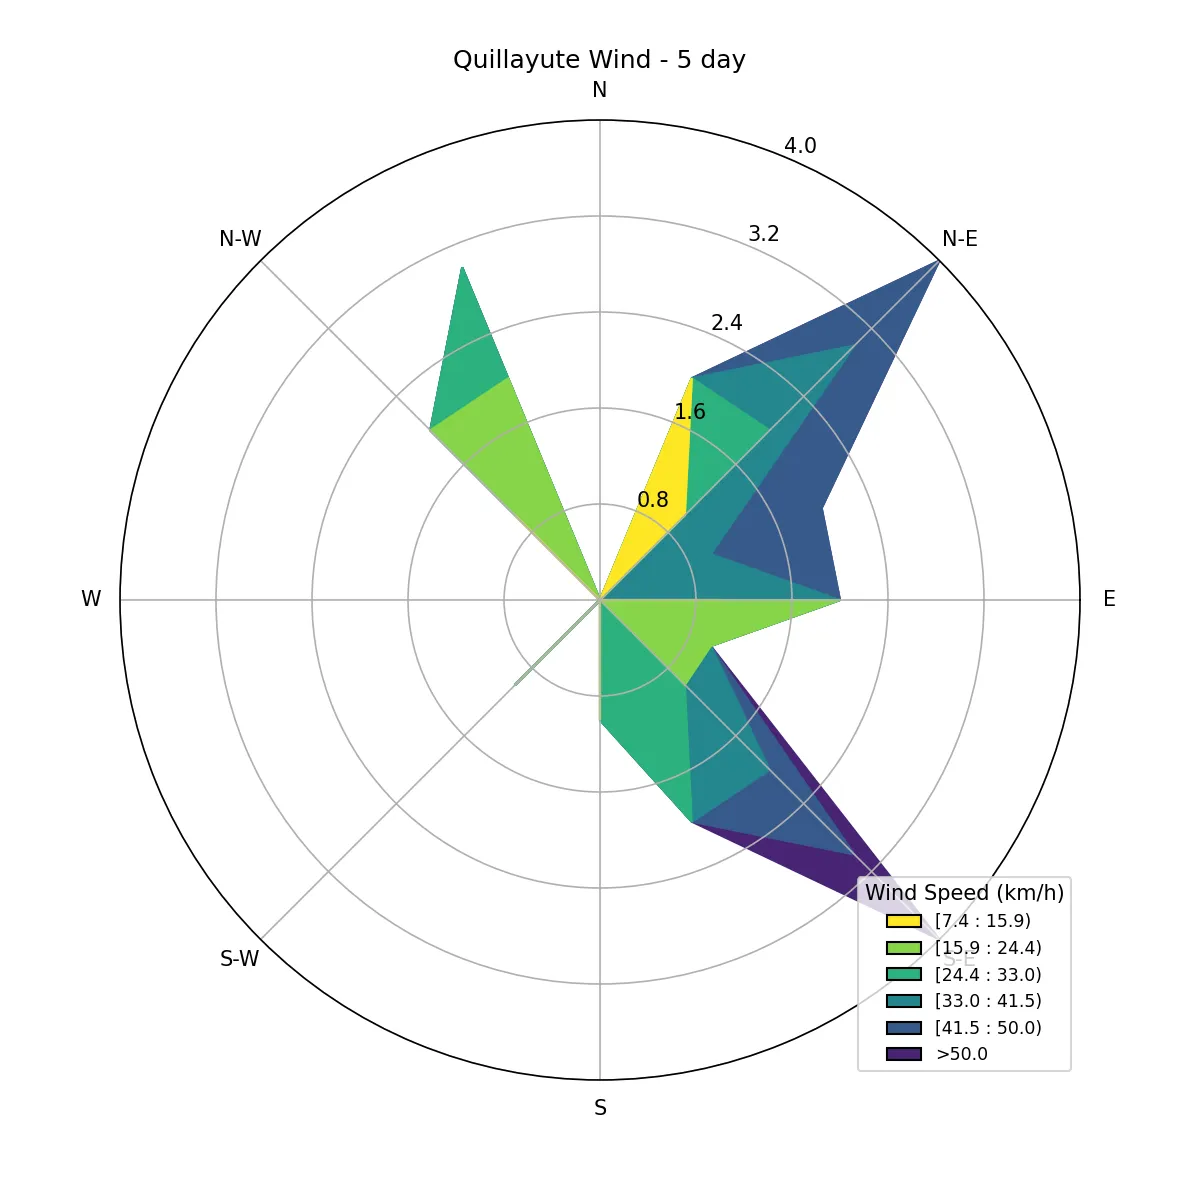 Quillayute Wind - 5 day
N
4.0
3.2
N-W
N-E
2.4
1.6
0.8
W
E
Wind Speed (km/h)
[7.4 : 15.9)
[15.9 : 24.4)
S-W
S-E
[24.4 : 33.0)
[33.0 : 41.5)
[41.5 : 50.0)
>50.0
S